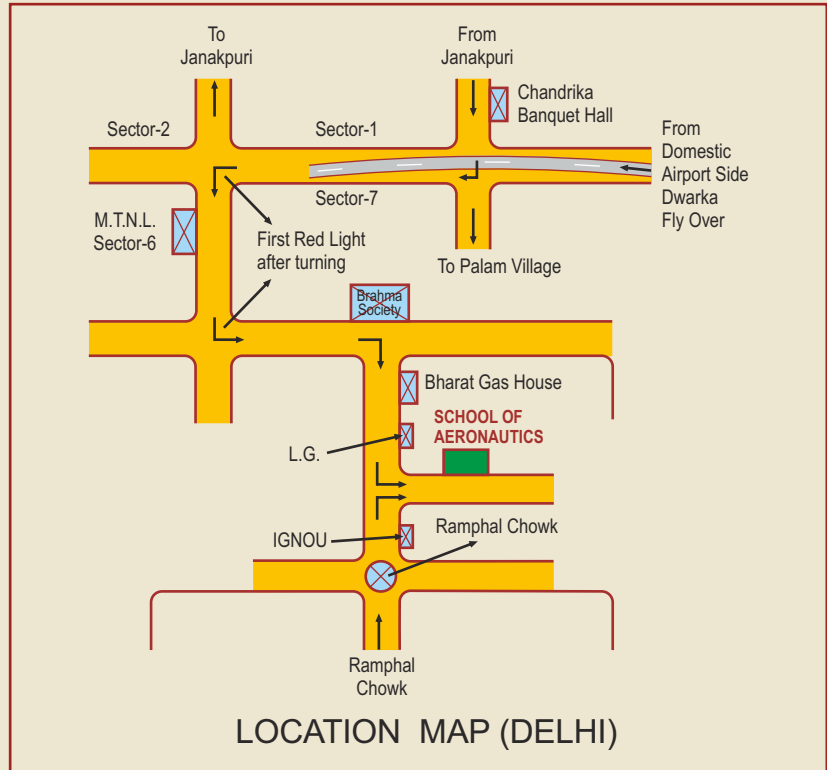 To
Janakpuri
From
Janakpuri
Chandrika
Banquet Hall
Sector-2
Sector-1
From
Domestic
Airport Side
Dwarka
Fly Over
Sector-7
M.T.N.L.
Sector-6
First Red Light
after turning
To Palam Village
Brahma
Society
Bharat Gas House
SCHOOL OF
AERONAUTICS
L.G.
IGNOU
Ramphal Chowk
Ramphal
Chowk
LOCATION MAP (DELHI)